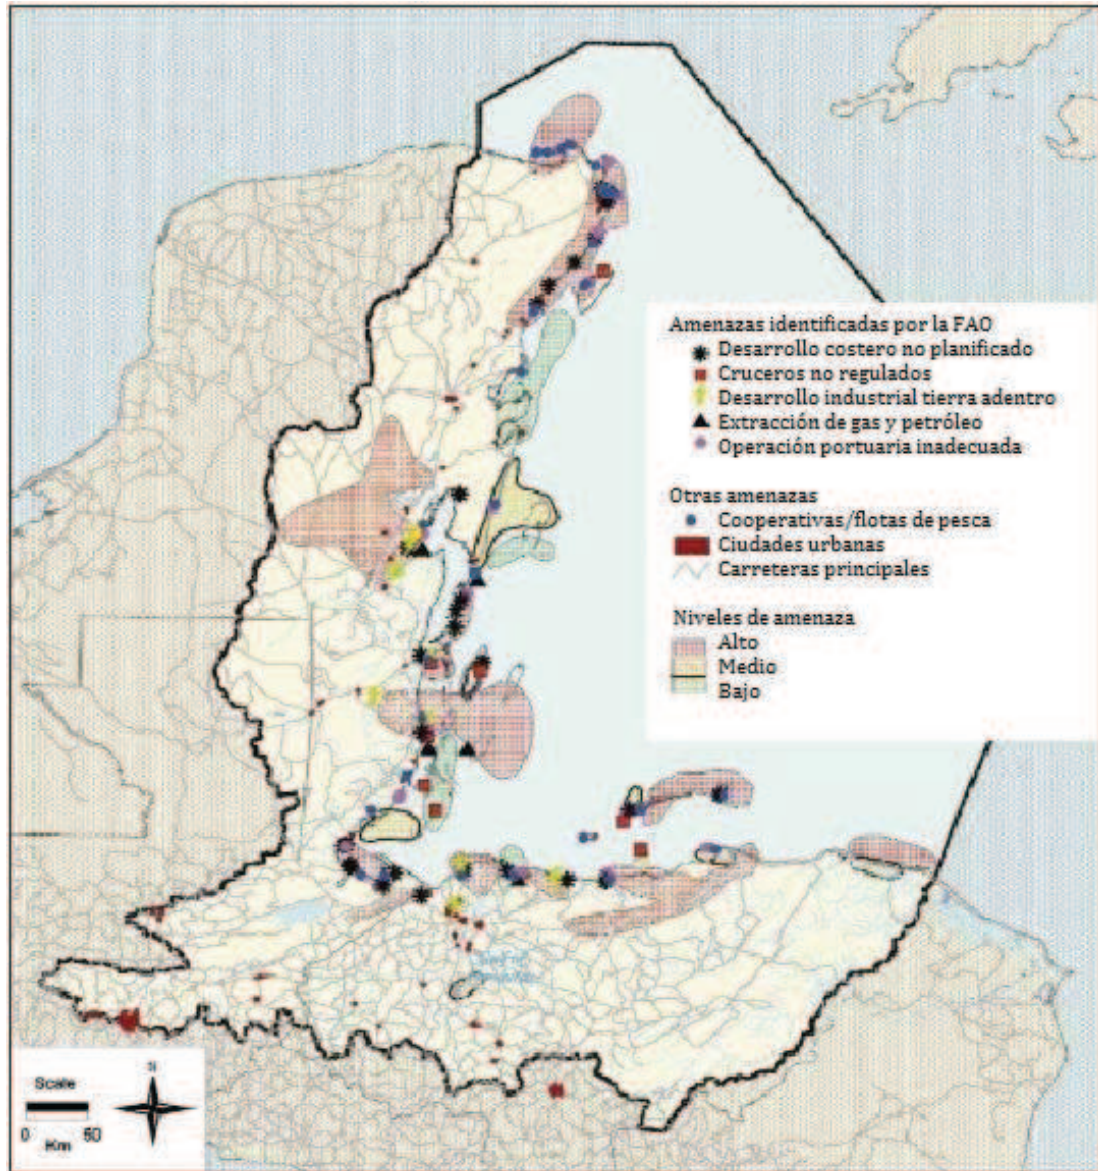 Amenazas identificadas por la FAO
Desarrollo costero no planificado
Cruceros no regulados
Desarrollo industrial tierra adentro
Extracción de gas y petróleo
Operación portuaria inadecuada
Otras amenazas
Cooperativas/flotas de pesca
Ciudades urbanas
Carreteras principales
Niveles de amenaza
Alto
Medio
Bajo
N
Scale
0 50
Km